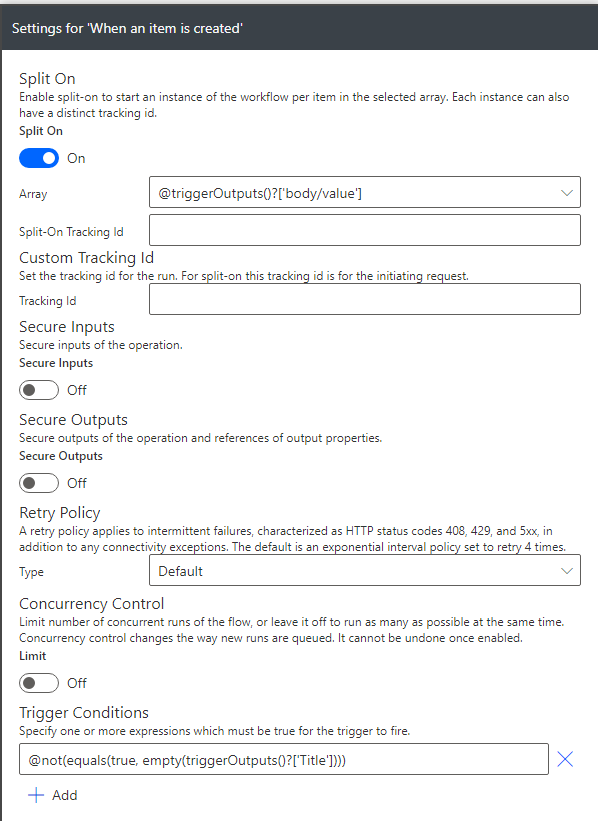 Settings for 'When an item is created'
Split On
Enable split-on to start an instance of the workflow per item in the selected array. Each instance can also
have a distinct tracking id.
Split On
On
Array
@triggerOutputs()?['body/value']
Split-On Tracking Id
Custom Tracking Id
Set the tracking id for the run. For split-on this tracking id is for the initiating request.
Tracking Id
Secure Inputs
Secure inputs of the operation.
Secure Inputs
Off
Secure Outputs
Secure outputs of the operation and references of output properties.
Secure Outputs
Off
Retry Policy
A retry policy applies to intermittent failures, characterized as HTTP status codes 408, 429, and 5xx, in
addition to any connectivity exceptions. The default is an exponential interval policy set to retry 4 times.
Type
Default
Concurrency Control
Limit number of concurrent runs of the flow, or leave it off to run as many as possible at the same time.
Concurrency control changes the way new runs are queued. It cannot be undone once enabled.
Limit
Off
Trigger Conditions
Specify one or more expressions which must be true for the trigger to fire.
@not(equals(true, empty(triggerOutputs()?['Title'])))
Add